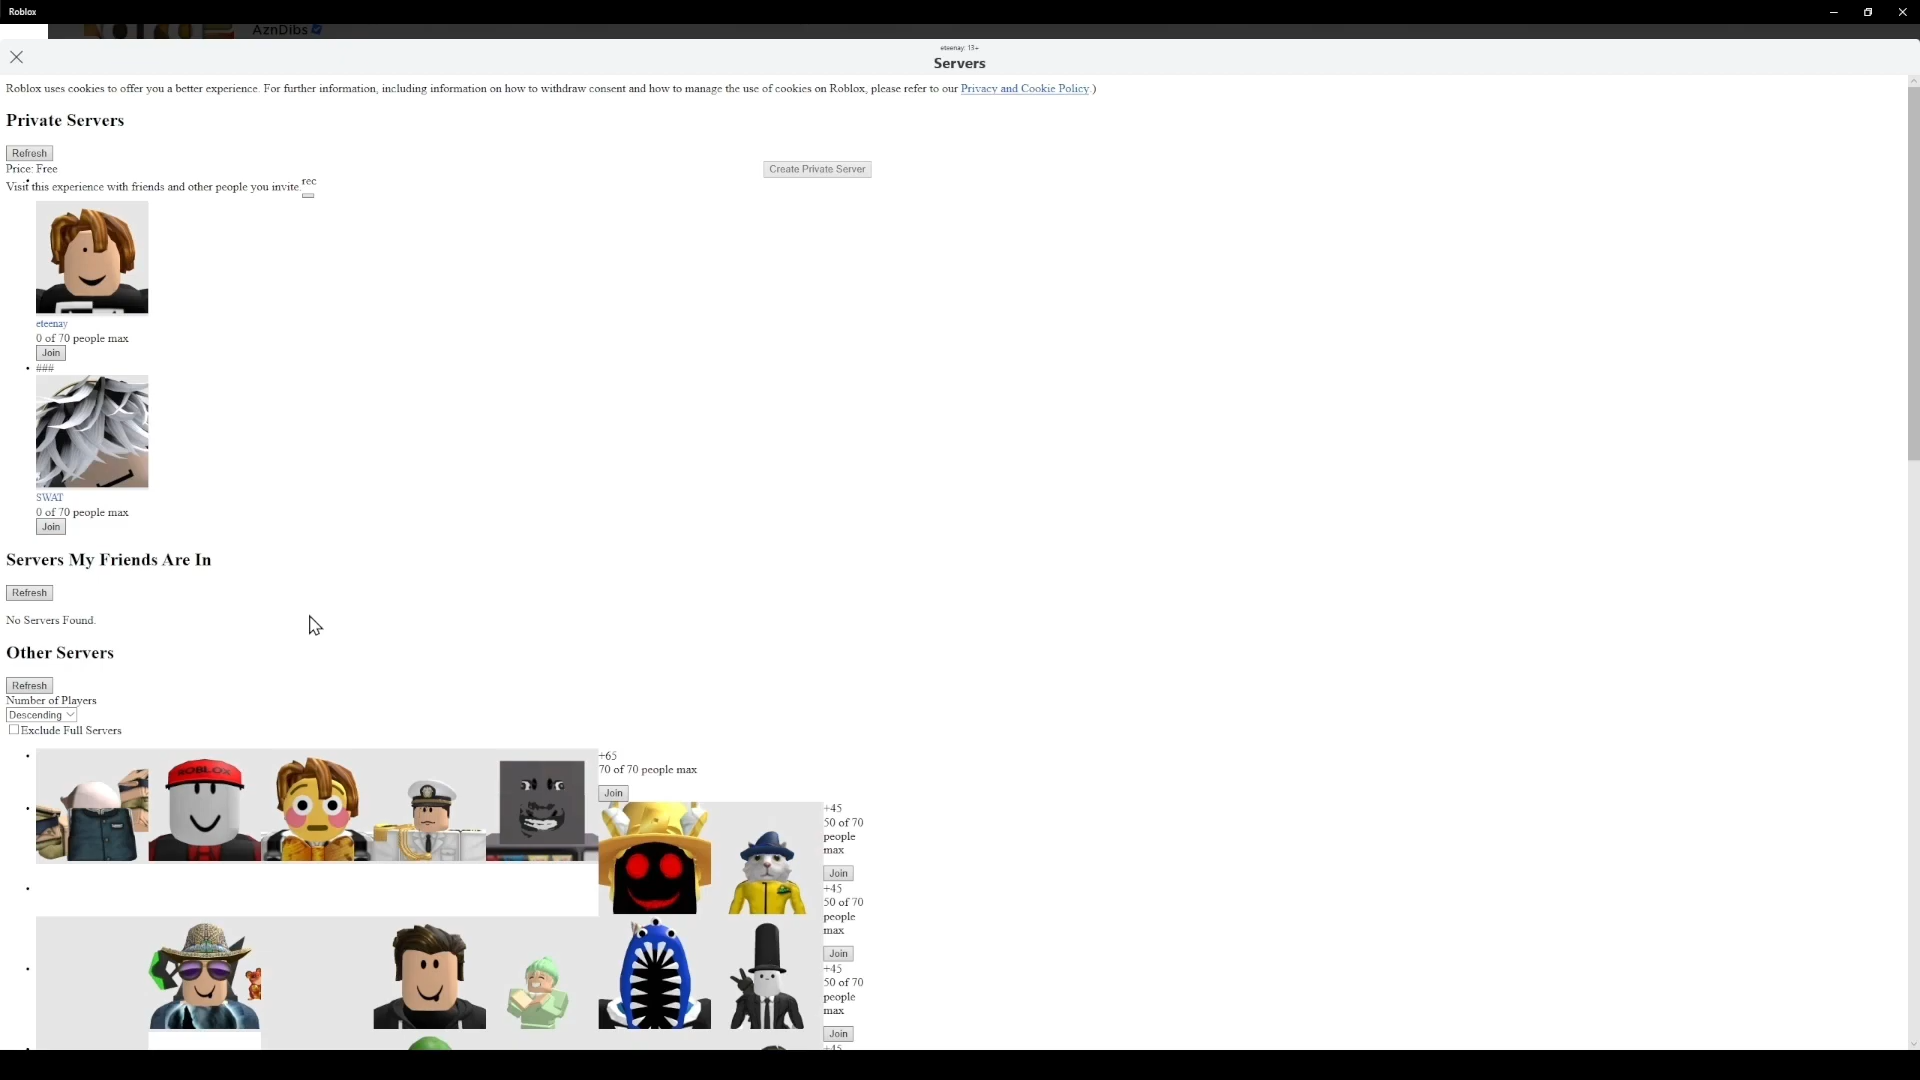 Roblox
AznDibs
eteenay: 13+
Servers
Roblox uses cookies to offer you a better experience. For further information, including information on how to withdraw consent and how to manage the use of cookies on Roblox, please refer to our Privacy and Cookie Policy.)
Private Servers
Refresh
Price: Free
Create Private Server
Visit this experience with friends and other people you invite.
rec
eteenay
0 of 70 people max
Join
###
SWAT
0 of 70 people max
Join
Servers My Friends Are In
Refresh
No Servers Found.
Other Servers
Refresh
Number of Players
Descending
Exclude Full Servers
ROBLOX
+65
70 of 70 people max
Join
+45
50 of 70
people
max
Join
+45
50 of 70
people
max
Join
+45
50 of 70
people
max
Join
+45